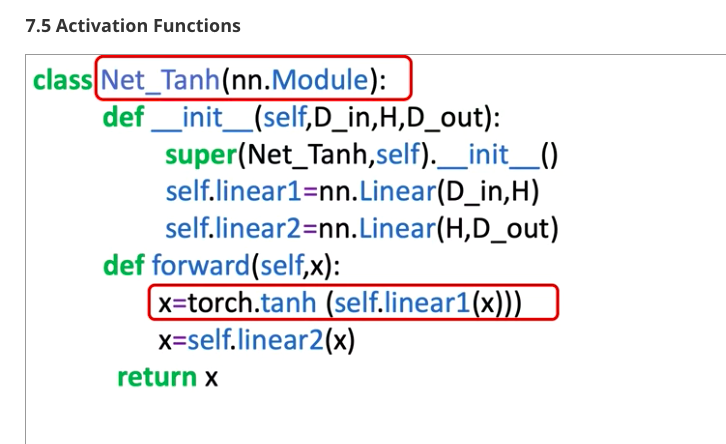 7.5 Activation Functions
class Net_Tanh(nn.Module):
def __init__(self,D_in,H,D_out):
super(Net_Tanh,self).__init__()
self.linear1=nn.Linear(D_in,H)
self.linear2=nn.Linear(H,D_out)
def forward(self,x):
x=torch.tanh (self.linear1(x)))
x=self.linear2(x)
return x